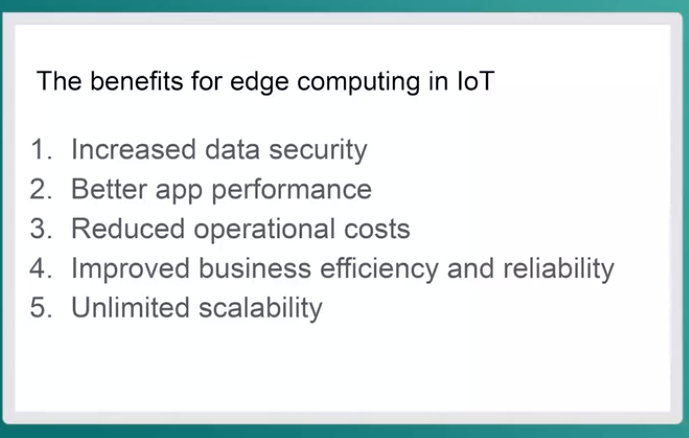 The benefits for edge computing in IoT
1. Increased data security
2. Better app performance
3. Reduced operational costs
4. Improved business efficiency and reliability
5. Unlimited scalability